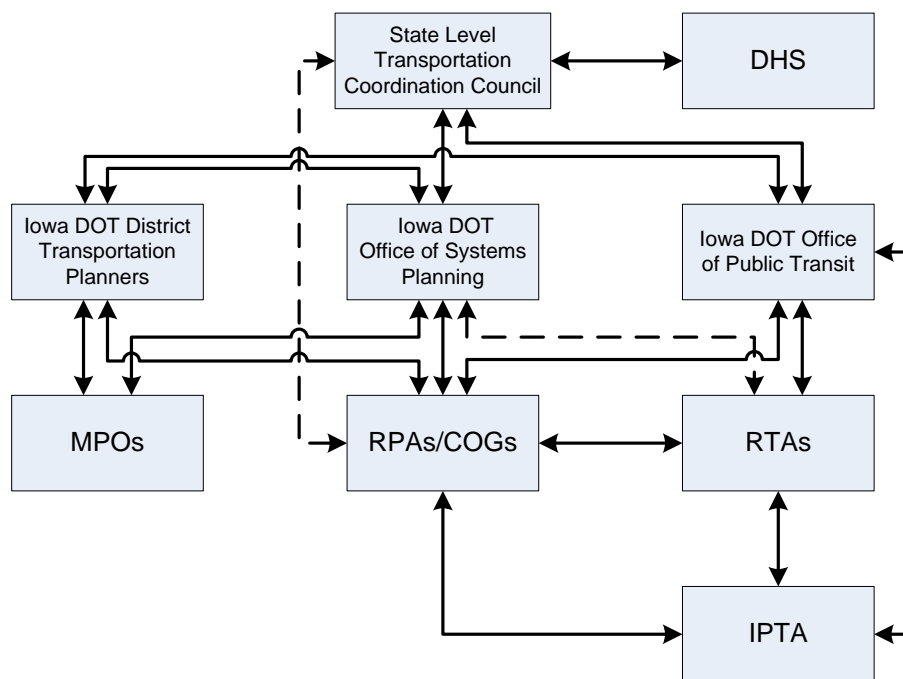 State Level
Transportation
Coordination Council
DHS
Iowa DOT District
Transportation
Planners
Iowa DOT
Office of Systems
Planning
Iowa DOT Office
of Public Transit
MPOs
RPAs/COGs
RTAs
IPTA